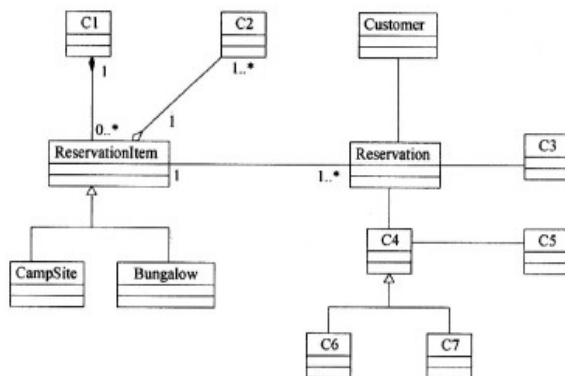 C1
C2
Customer
1
1..*
0..*
1
ReservationItem
Reservation
C3
1
1..*
C4
C5
CampSite
Bungalow
C6
C7